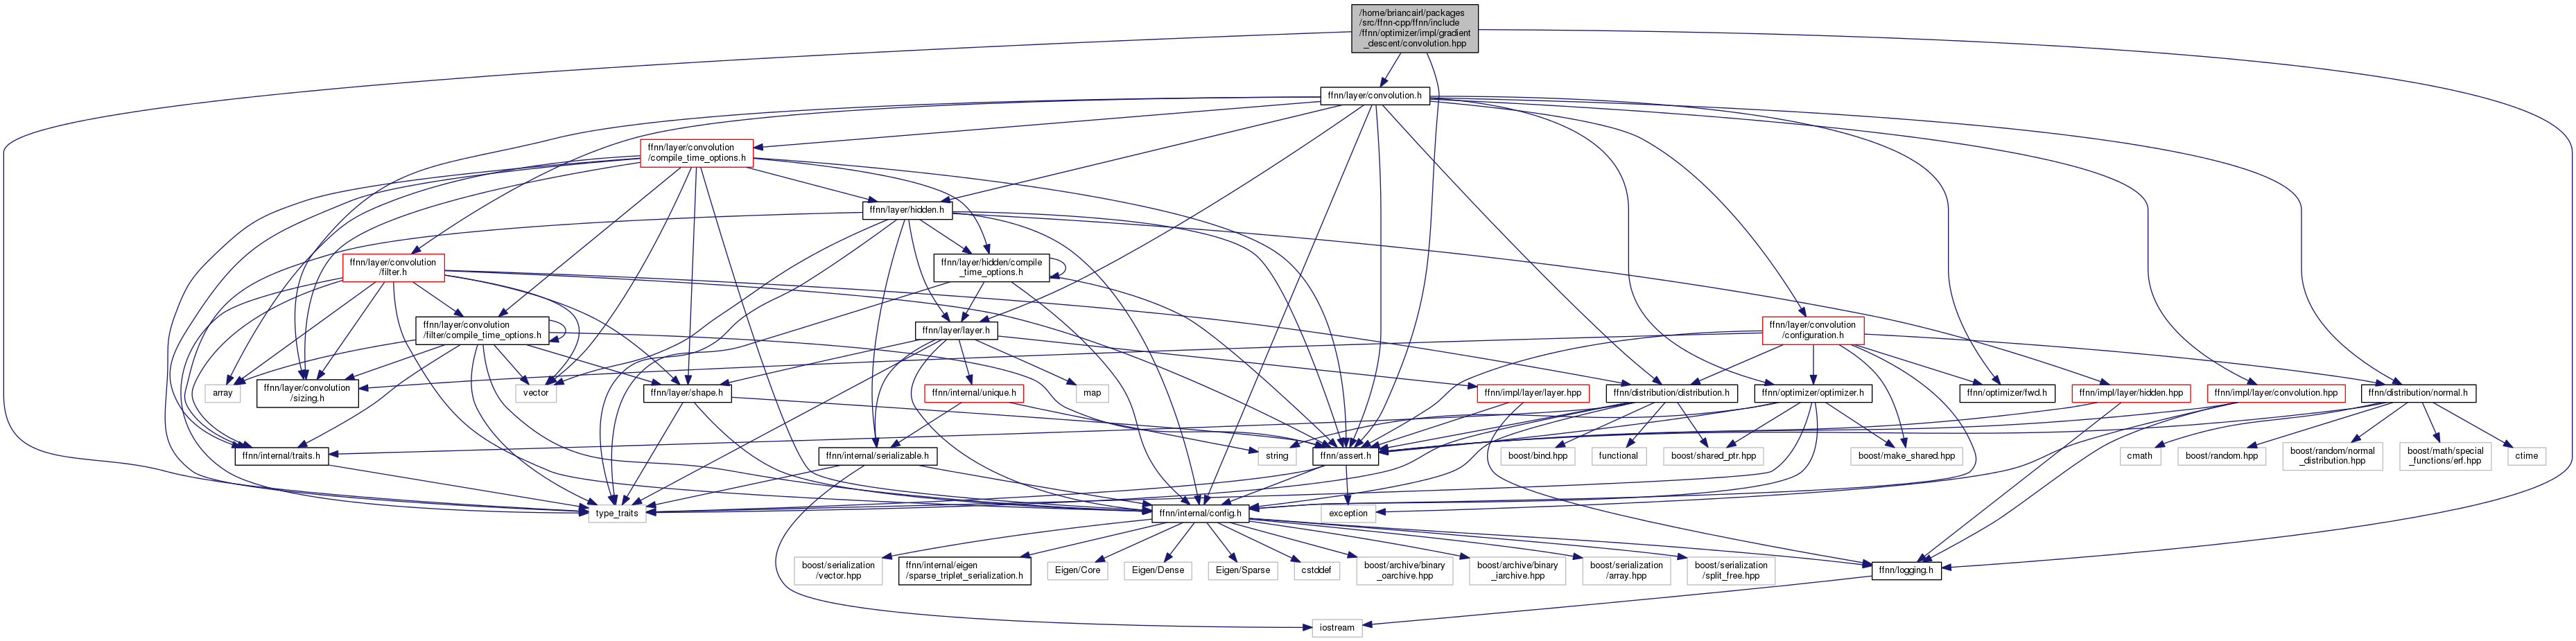 /home/briancairl/packages
/src/ffnn-cpp/ffnn/include
/ffnn/optimizer/impl/gradient
_descent/convolution.hpp
ffnn/layer/convolution.h
ffnn/layer/convolution
/compile_time_options.h
ffnn/layer/hidden.h
ffnn/layer/convolution
/filter.h
ffnn/layer/hidden/compile
_time_options.h
ffnn/layer/convolution
/filter/compile_time_options.h
ffnn/layer/layer.h
ffnn/layer/convolution
/configuration.h
array
ffnn/layer/convolution
/sizing.h
vector
ffnn/layer/shape.h
ffnn/internal/unique.h
map
ffnn/impl/layer/layer.hpp
ffnn/distribution/distribution.h
ffnn/optimizer/optimizer.h
ffnn/optimizer/fwd.h
ffnn/impl/layer/hidden.hpp
ffnn/impl/layer/convolution.hpp
ffnn/distribution/normal.h
ffnn/internal/traits.h
ffnn/internal/serializable.h
string
ffnn/assert.h
boost/bind.hpp
functional
boost/shared_ptr.hpp
boost/make_shared.hpp
cmath
boost/random.hpp
boost/random/normal
_distribution.hpp
boost/math/special
_functions/erf.hpp
ctime
type_traits
ffnn/internal/config.h
exception
boost/serialization
/vector.hpp
ffnn/internal/eigen
/sparse_triplet_serialization.h
Eigen/Core
Eigen/Dense
Eigen/Sparse
cstddef
boost/archive/binary
_oarchive.hpp
boost/archive/binary
_iarchive.hpp
boost/serialization
/array.hpp
boost/serialization
/split_free.hpp
ffnn/logging.h
iostream